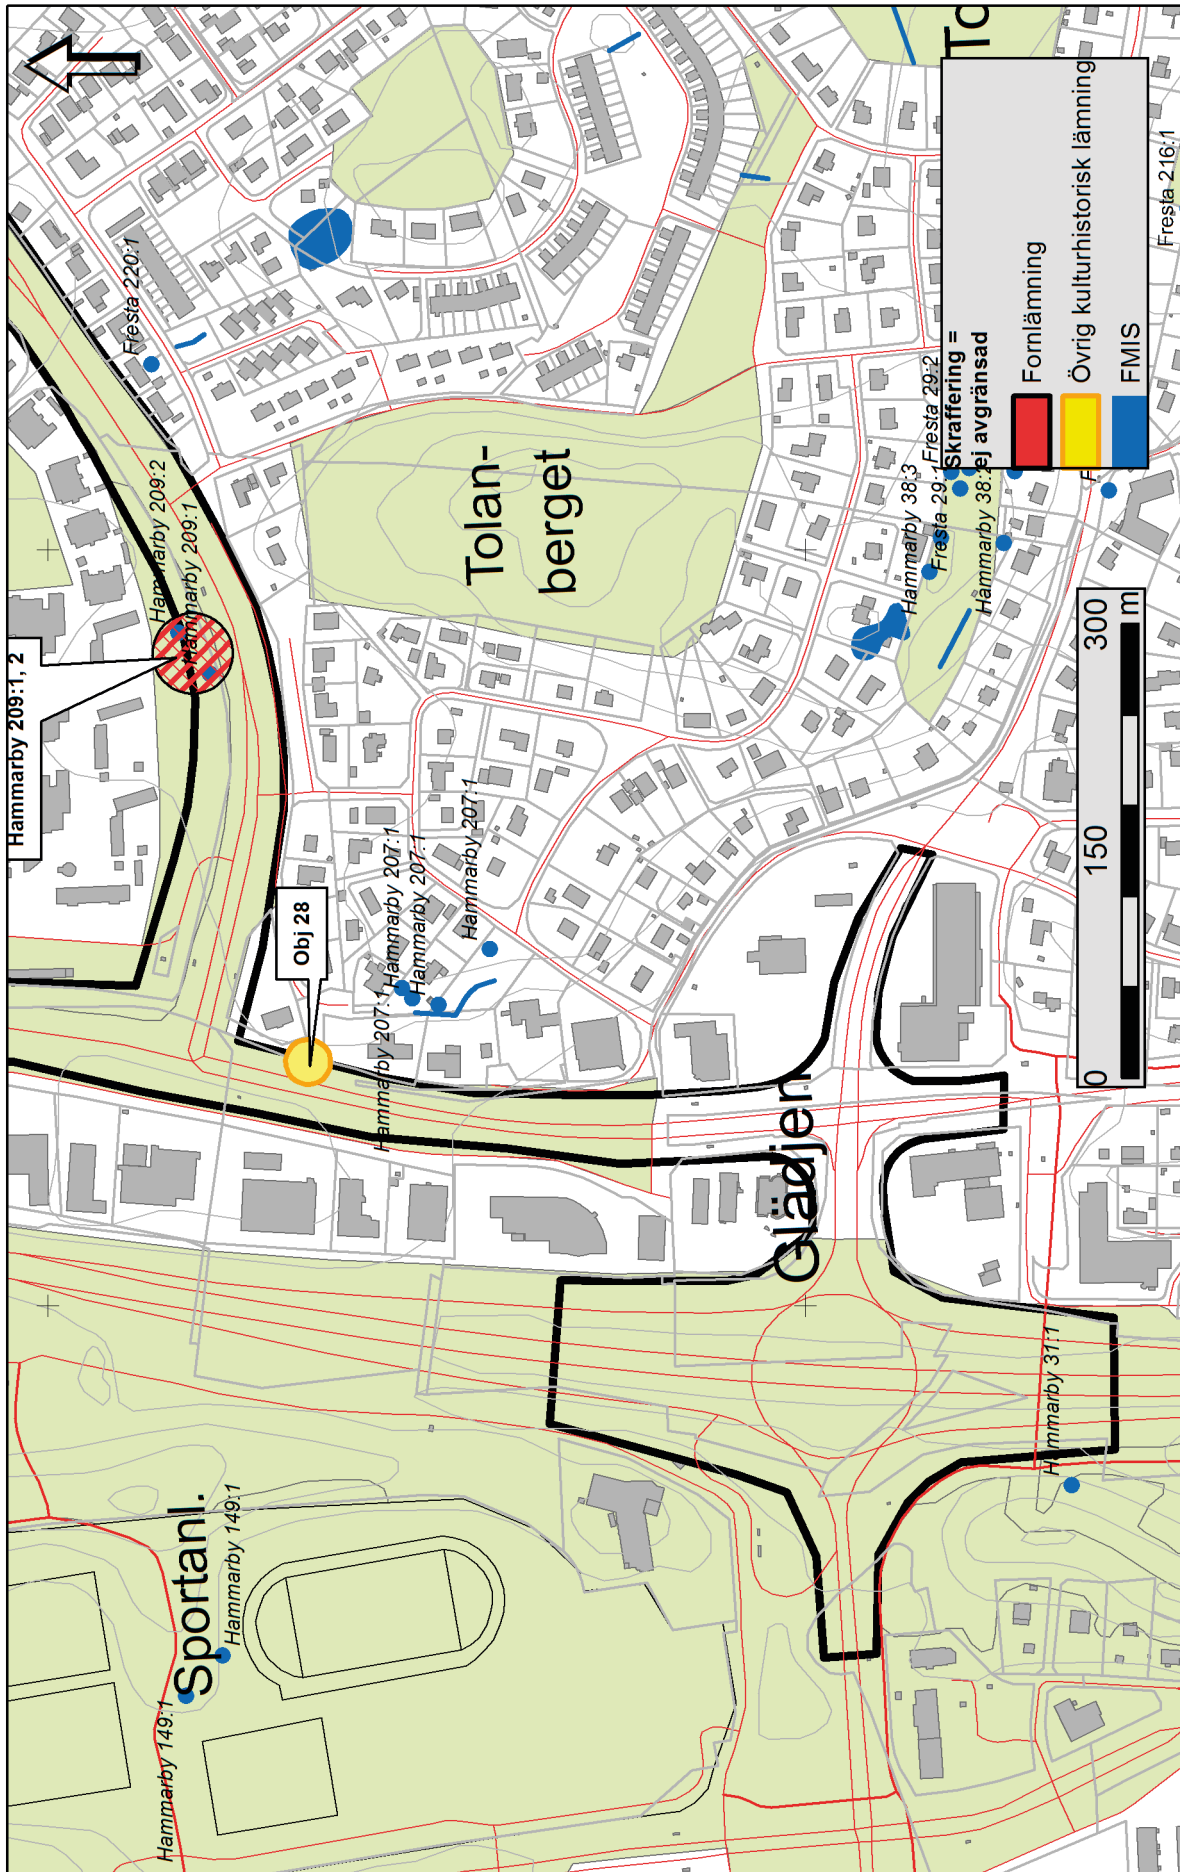 Sportanl.
Hammarby 149:1
Hammarby 149:1
Hammarby 31:1
Glädjen
Hammarby 209:1, 2
Hammarby 209:2
Hammarby 209:1
Obj 28
Hammarby 207:1
Hammarby 207:1
Hammarby 207:1
Hammarby 207:1
Tolan-
berget
Fresta 220:1
Hammarby 38:3
Fresta 29:1
Fresta 29:2
Hammarby 38:2
F.
To
Fresta 216:1
Skraffering =
ej avgränsad
Fornlämning
Övrig kulturhistorisk lämning
FMIS
0 150 300
m